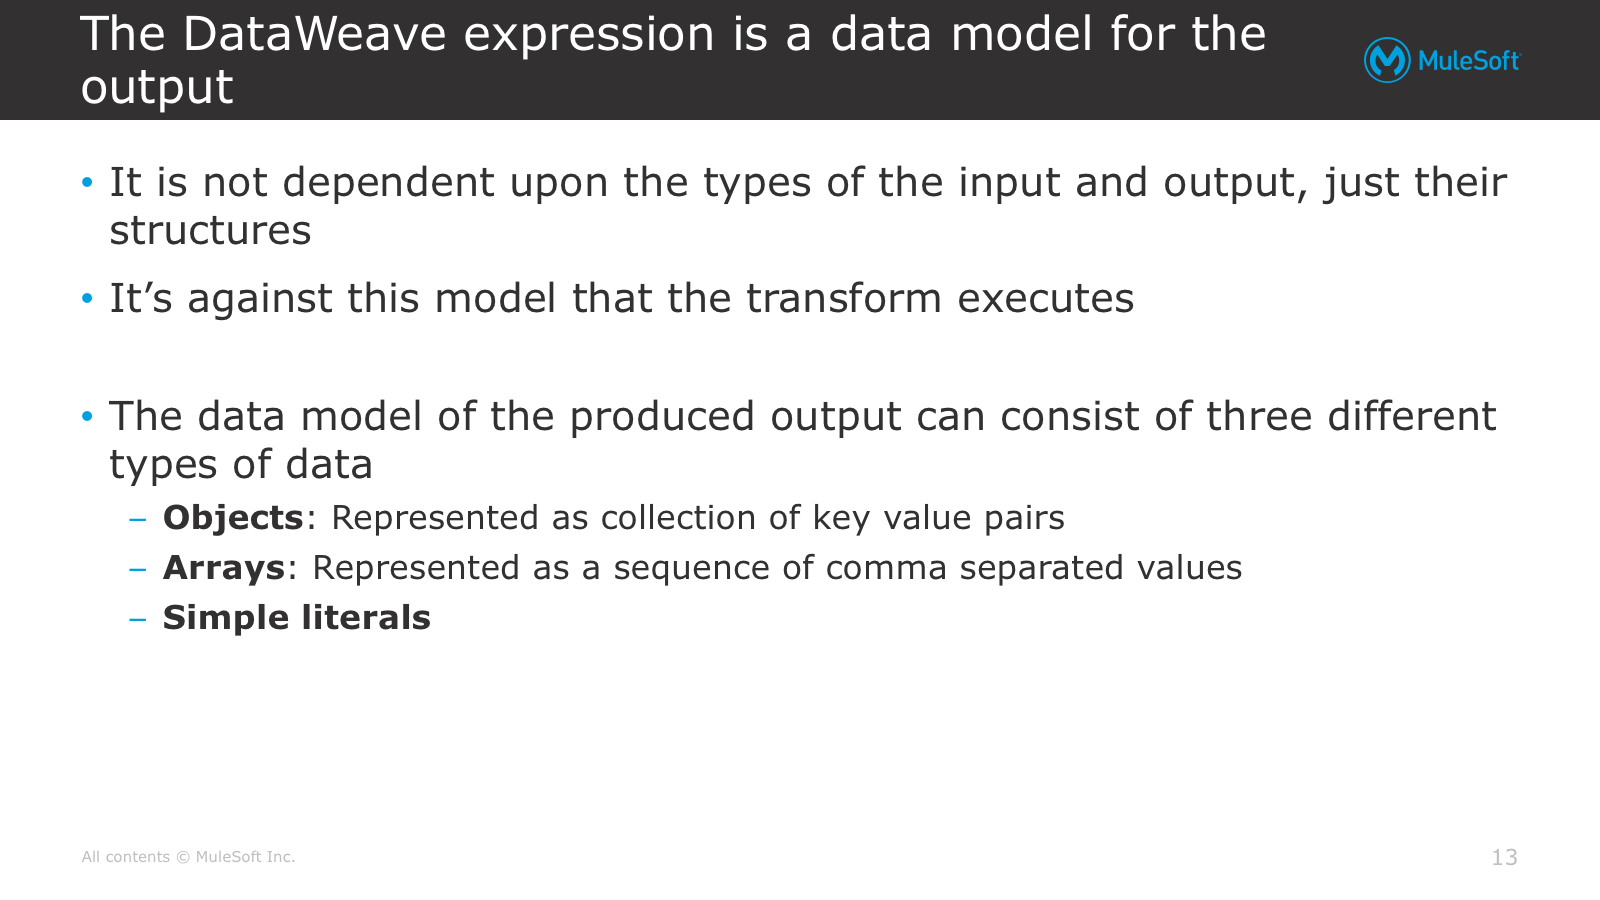 The DataWeave expression is a data model for the
output
MuleSoft
• It is not dependent upon the types of the input and output, just their
structures
• It’s against this model that the transform executes
• The data model of the produced output can consist of three different
types of data
– Objects: Represented as collection of key value pairs
– Arrays: Represented as a sequence of comma separated values
– Simple literals
All contents © MuleSoft Inc.
13